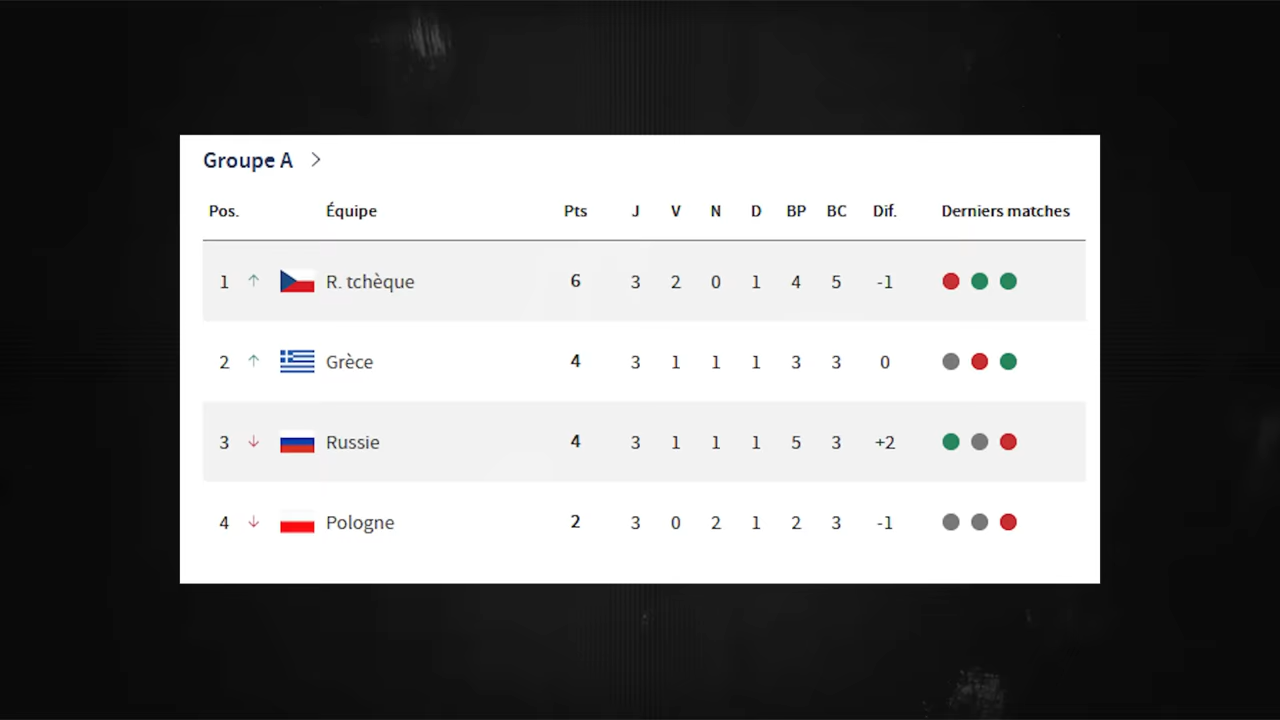 Groupe A >
Pos. Équipe Pts J V N D BP BC Dif. Derniers matches
1 ↑ R. tchèque 6 3 2 0 1 4 5 -1
2 ↑ Grèce 4 3 1 1 1 3 3 0
3 ↓ Russie 4 3 1 1 1 5 3 +2
4 ↓ Pologne 2 3 0 2 1 2 3 -1